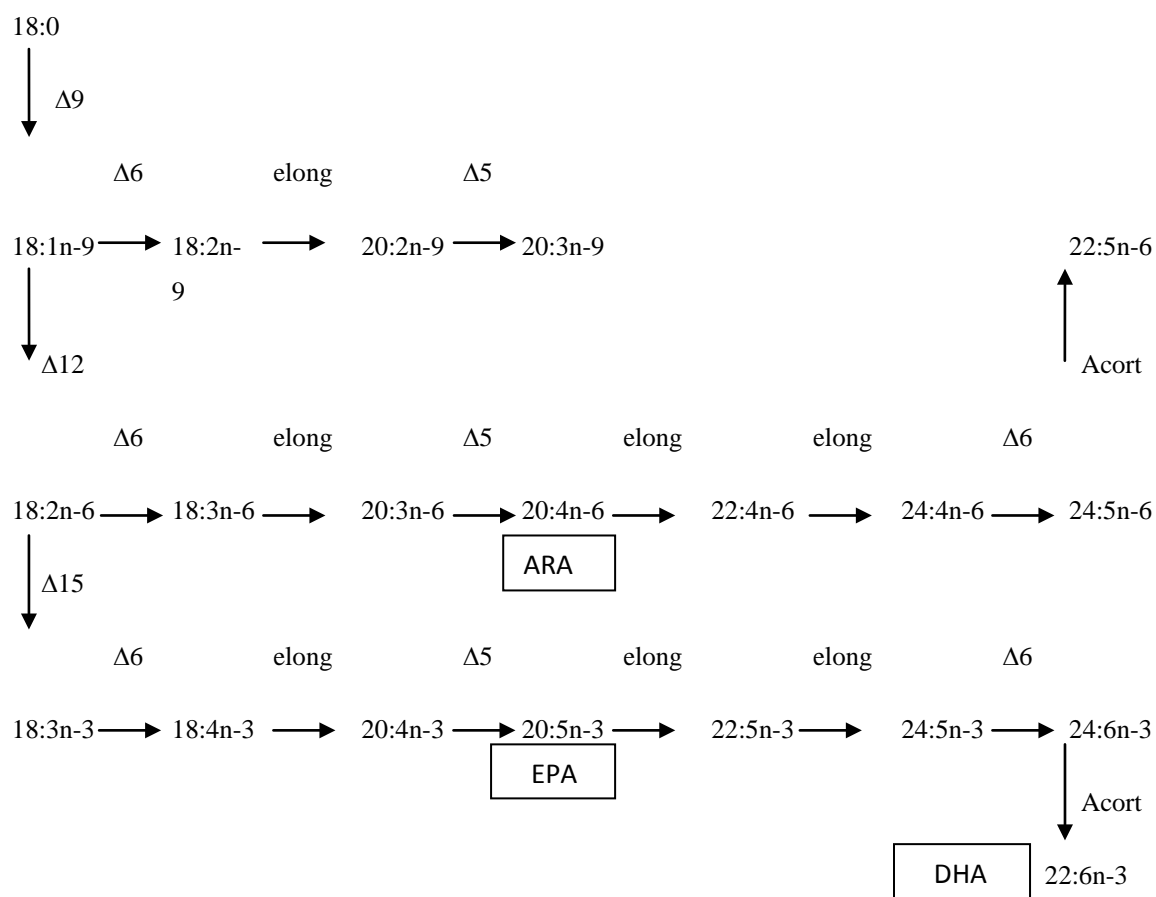 18:0
Δ9
Δ6 elong Δ5
18:1n-9 18:2n-9 20:2n-9 20:3n-9 22:5n-6
Δ12 Acort
Δ6 elong Δ5 elong elong Δ6
18:2n-6 18:3n-6 20:3n-6 20:4n-6 22:4n-6 24:4n-6 24:5n-6
ARA
Δ15
Δ6 elong Δ5 elong elong Δ6
18:3n-3 18:4n-3 20:4n-3 20:5n-3 22:5n-3 24:5n-3 24:6n-3
EPA
Acort
DHA 22:6n-3